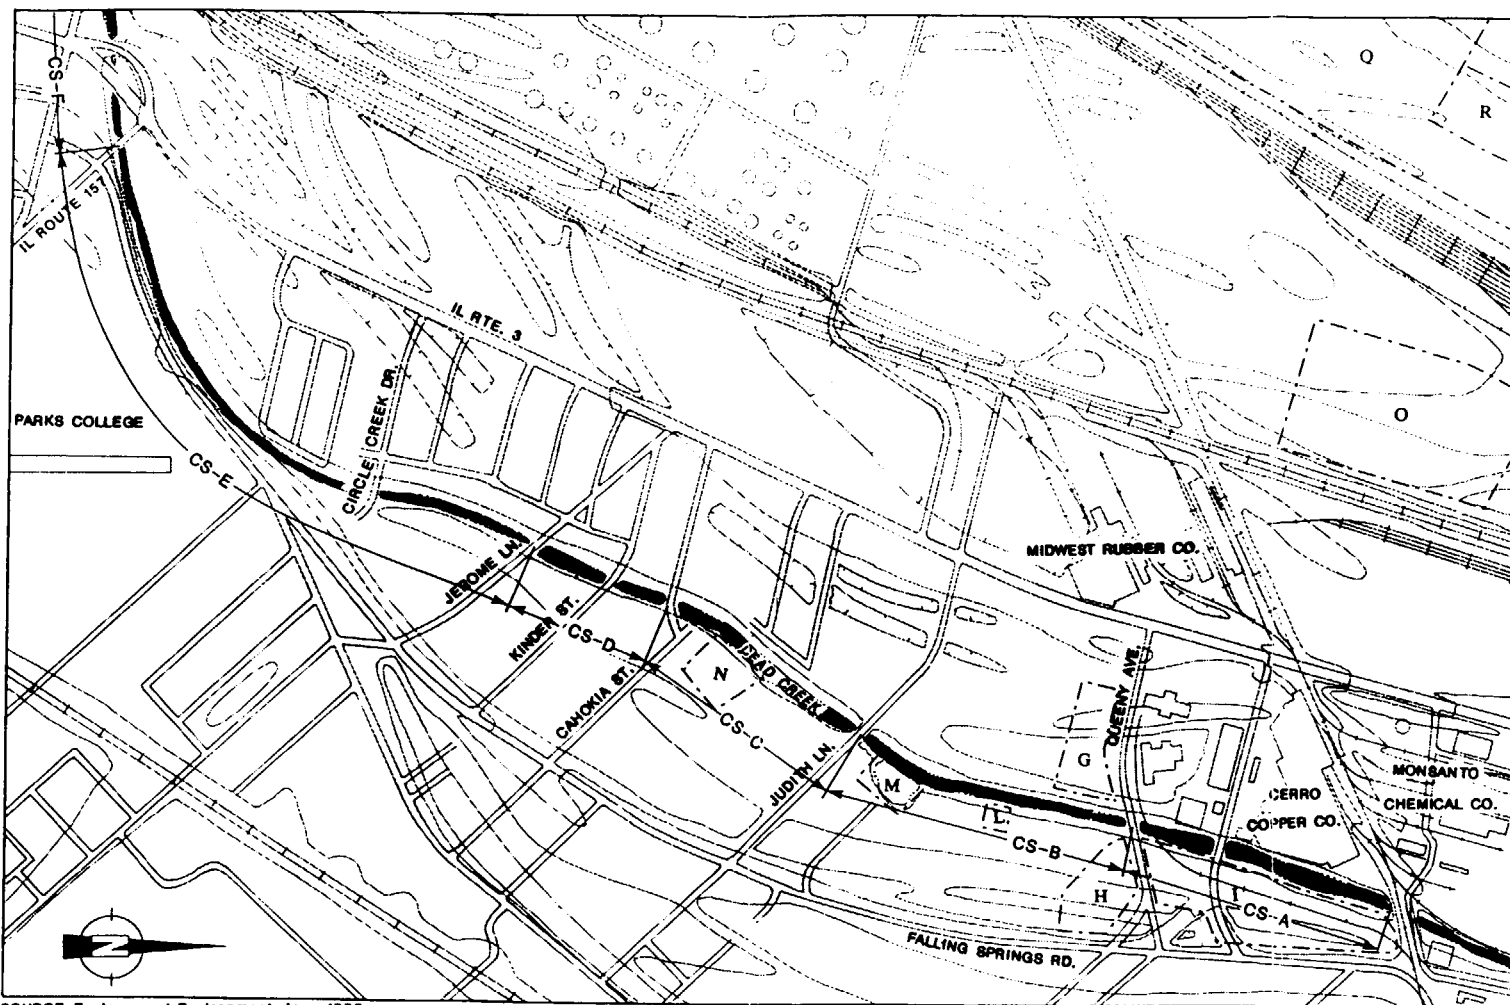 CS-F
Q
R
IL ROUTE 157
IL RTE. 3
O
PARKS COLLEGE
CS-E
CIRCLE CREEK DR.
MIDWEST RUBBER CO.
JEROME LN.
KINDER ST.
CS-D
CAHOKIA ST.
N
DEAD CREEK
CS-C
QUEENY AVE.
G
JUDITH LN.
M
L
MONSANTO
CHEMICAL CO.
CERRO
COPPER CO.
CS-B
H
I
CS-A
FALLING SPRINGS RD.
N